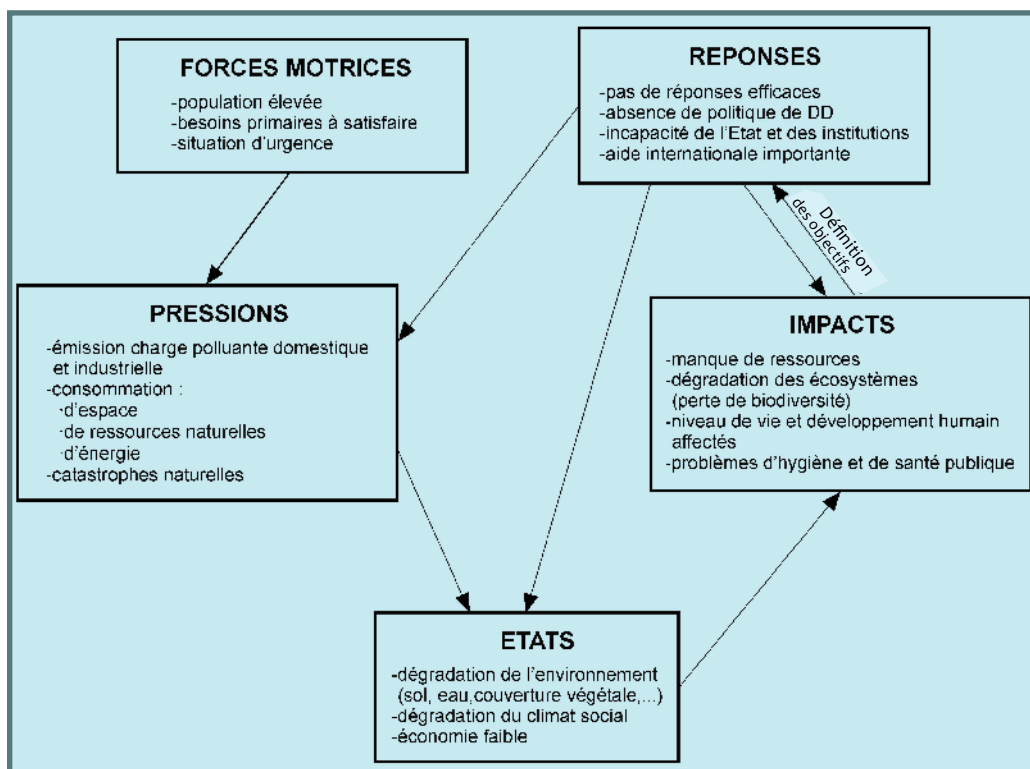 FORCES MOTRICES
-population élevée
-besoins primaires à satisfaire
-situation d'urgence
REPONSES
-pas de réponses efficaces
-absence de politique de DD
-incapacité de l'Etat et des institutions
-aide internationale importante
Définition
des objectifs
PRESSIONS
-émission charge polluante domestique
et industrielle
-consommation :
·d'espace
·de ressources naturelles
·d'énergie
-catastrophes naturelles
IMPACTS
-manque de ressources
-dégradation des écosystèmes
(perte de biodiversité)
-niveau de vie et développement humain
affectés
-problèmes d'hygiène et de santé publique
ETATS
-dégradation de l'environnement
(sol, eau,couverture végétale,...)
-dégradation du climat social
-économie faible